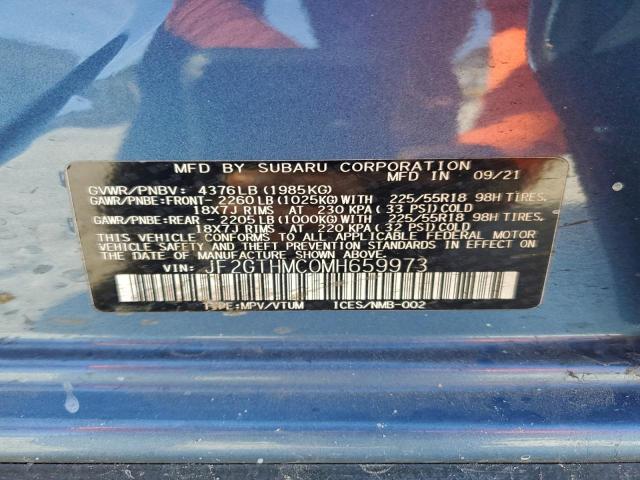 MFD BY SUBARU CORPORATION
MFD IN 09/21
GVWR/PNBV: 4376LB (1985KG)
GAWR/PNBE:FRONT- 2260LB (1025KG) WITH 225/55R18 98H TIRES.
18X7J RIMS AT 230 KPA (33 PSI) COLD
GAWR/PNBE:REAR - 2205LB (1000KG) WITH 225/55R18 98H TIRES.
18X7J RIMS AT 220 KPA (32 PSI) COLD
THIS VEHICLE CONFORMS TO ALL APPLICABLE FEDERAL MOTOR
VEHICLE SAFETY AND THEFT PREVENTION STANDARDS IN EFFECT
ON THE DATE OF MANUFACTURE SHOWN ABOVE.
VIN: JF2GTHMC0MH659973
TYPE:MPV/VTUM ICES/NMB-002